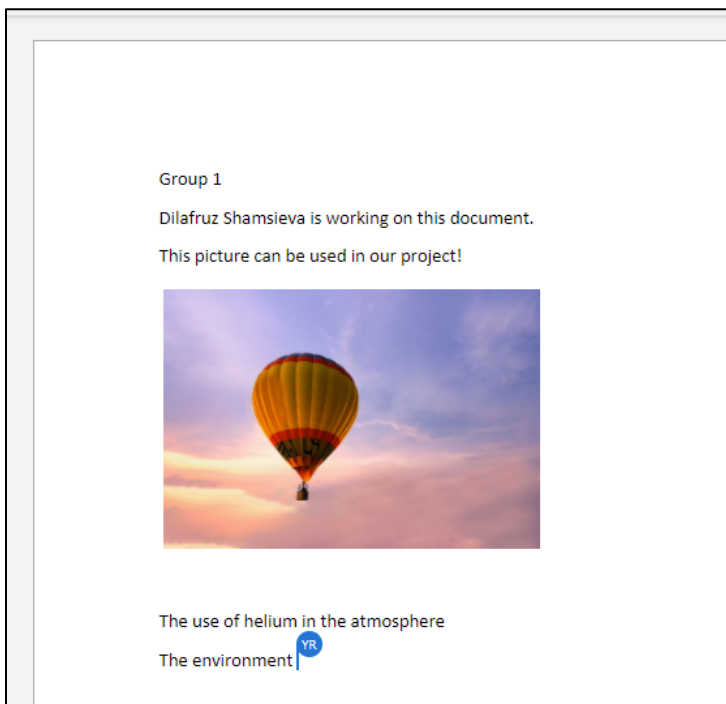 Group 1
Dilafruz Shamsieva is working on this document.
This picture can be used in our project!
The use of helium in the atmosphere
YR
The environment